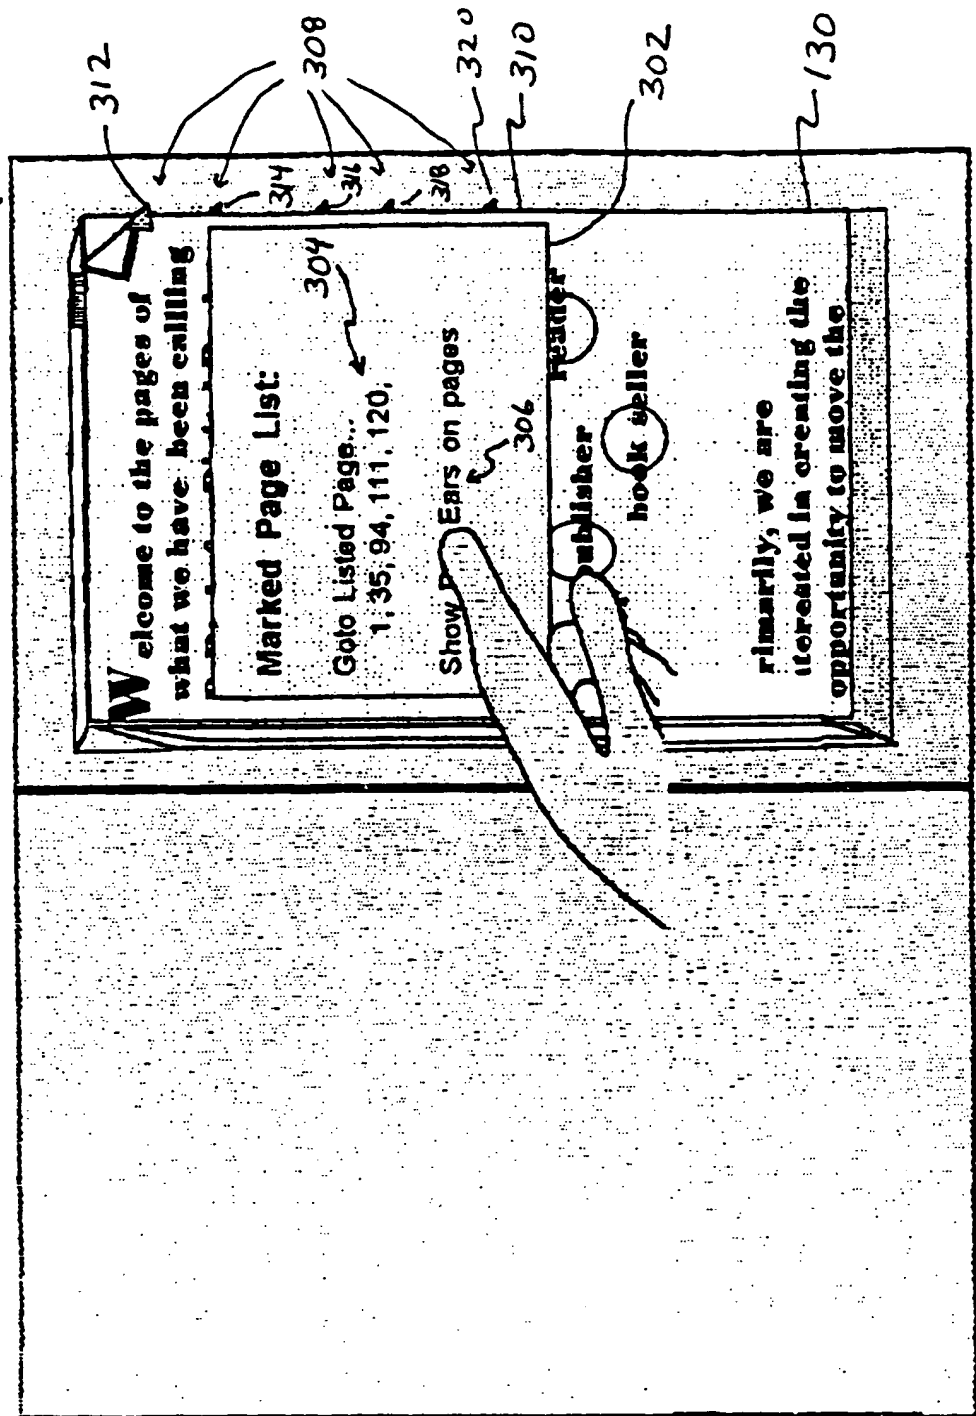 Welcome to the pages of
what we have been callling
Marked Page List:
Goto Listed Page...
1, 35, 94, 111, 120,
Show Ears on pages
reader
publisher
book seller
rimarily, we are
iterested in creating the
opportunity to move the
312
308
314
316
318
320
310
304
306
302
130